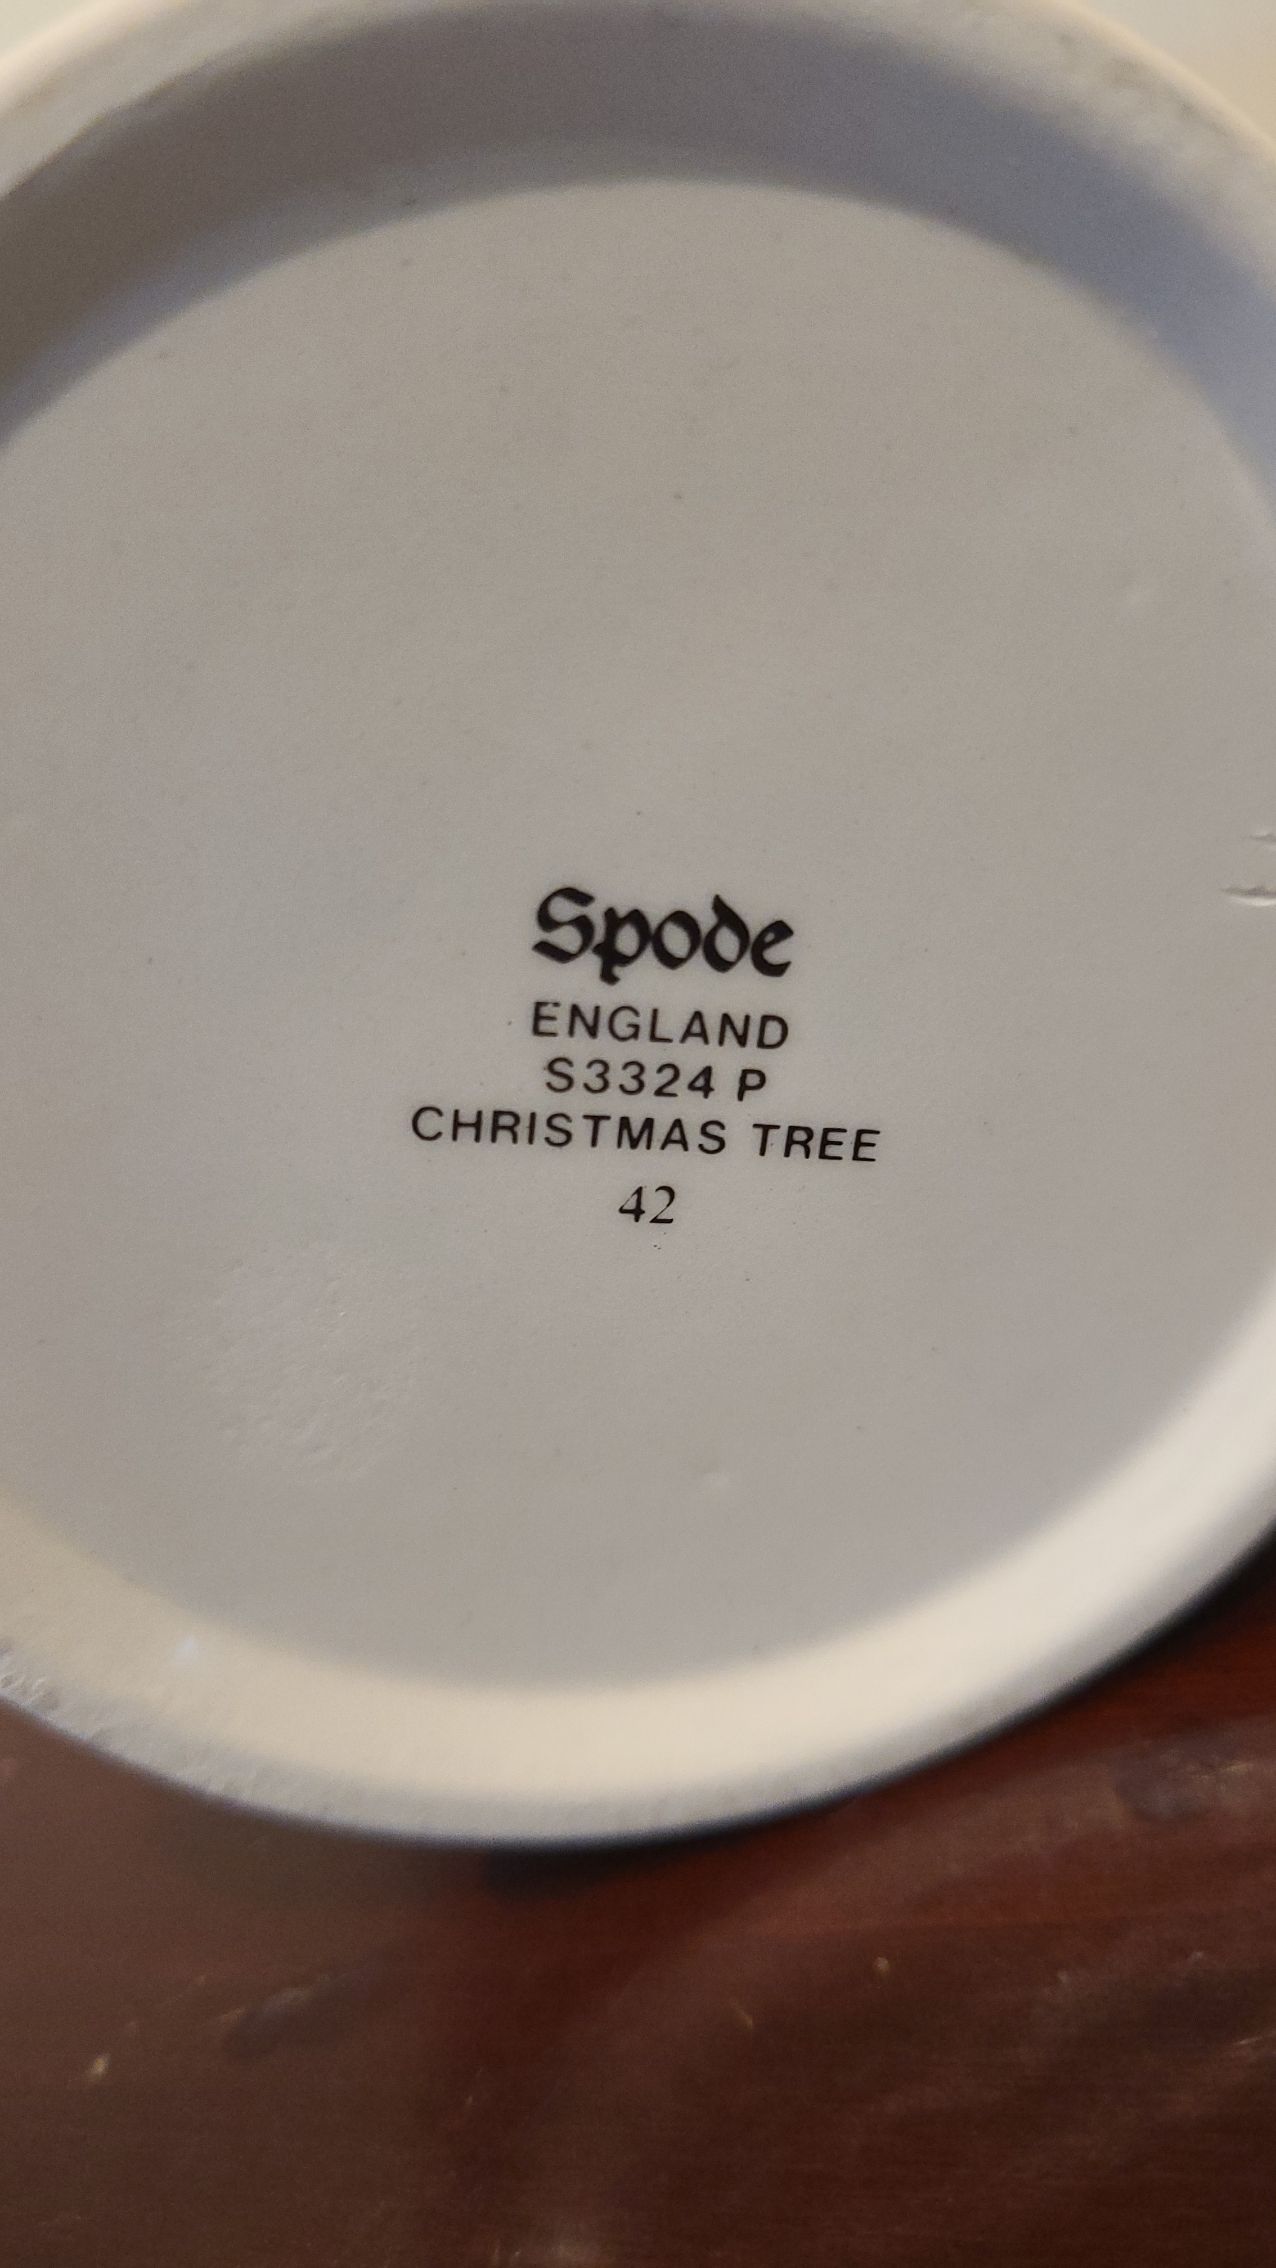 Spode
ENGLAND
S3324 P
CHRISTMAS TREE
42